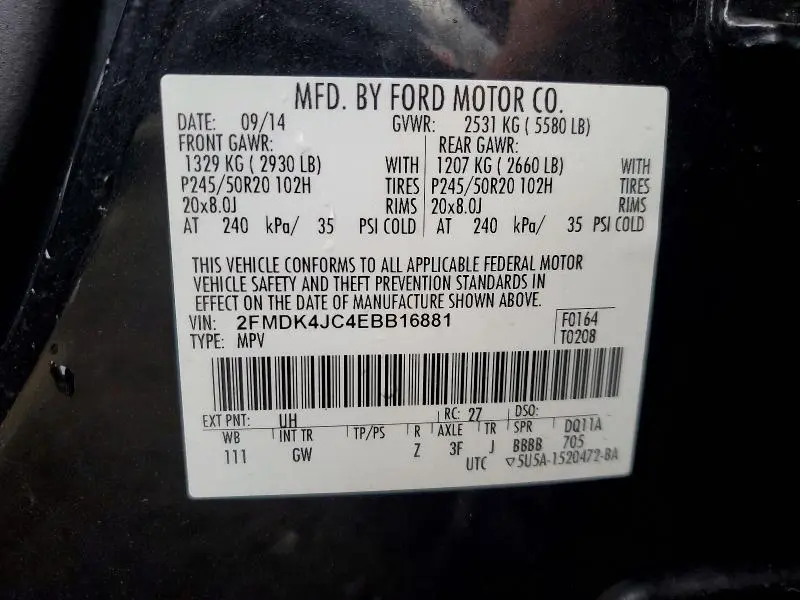 MFD. BY FORD MOTOR CO.
DATE: 09/14 GVWR: 2531 KG ( 5580 LB)
FRONT GAWR: REAR GAWR:
1329 KG ( 2930 LB) WITH 1207 KG ( 2660 LB) WITH
P245/50R20 102H TIRES P245/50R20 102H TIRES
20x8.0J RIMS 20x8.0J RIMS
AT 240 kPa/ 35 PSI COLD AT 240 kPa/ 35 PSI COLD
THIS VEHICLE CONFORMS TO ALL APPLICABLE FEDERAL MOTOR
VEHICLE SAFETY AND THEFT PREVENTION STANDARDS IN
EFFECT ON THE DATE OF MANUFACTURE SHOWN ABOVE.
VIN: 2FMDK4JC4EBB16881 F0164
TYPE: MPV T0208
EXT PNT: UH RC: 27 DSO:
WB INT TR TP/PS R AXLE TR SPR DQ11A
111 GW Z 3F J BBBB 705
UTC ▽5U5A-1520472-BA